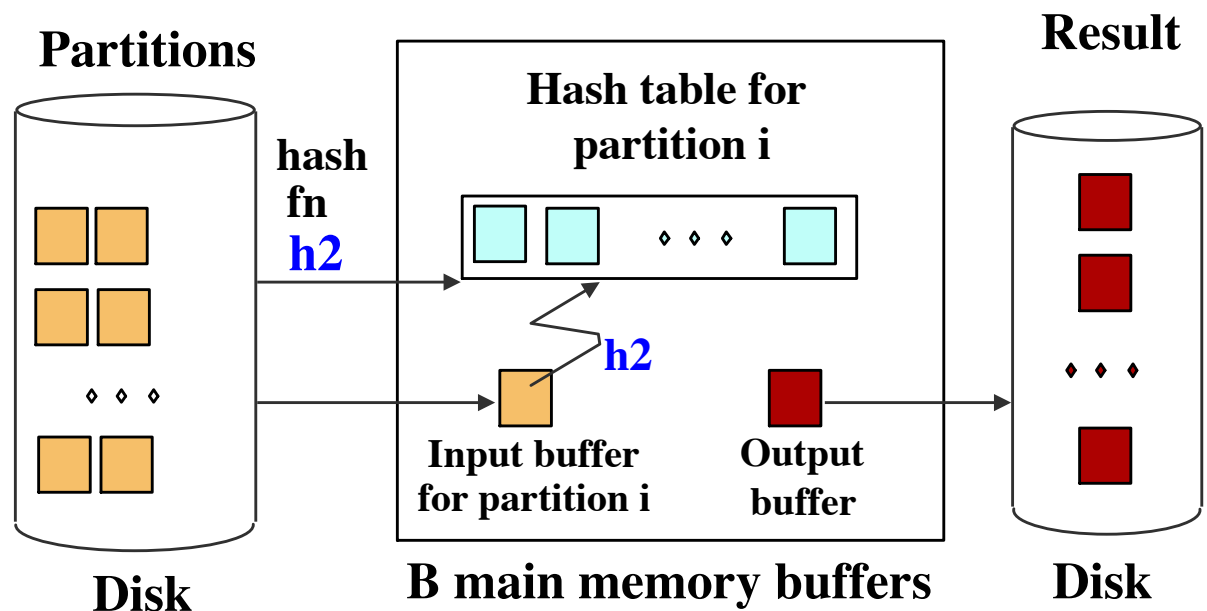 Partitions
Result
Hash table for
partition i
hash
fn
h2
h2
Input buffer
for partition i
Output
buffer
Disk
B main memory buffers
Disk